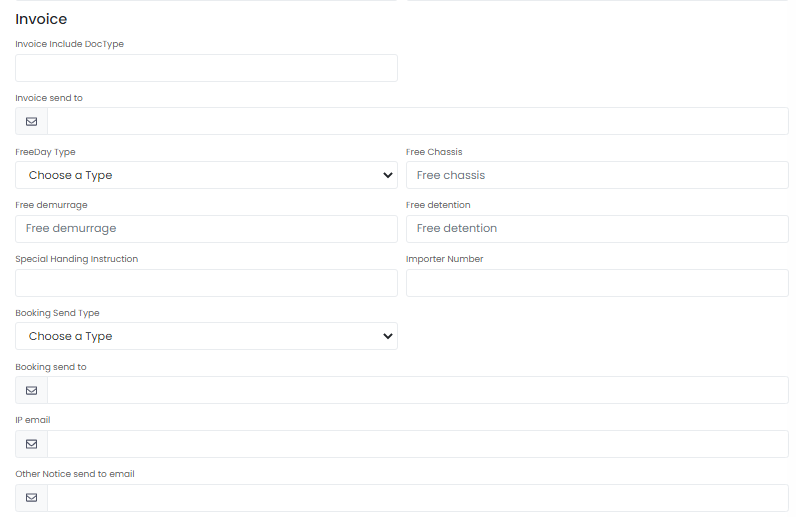 Invoice
Invoice Include DocType
Invoice send to
FreeDay Type
Free Chassis
Choose a Type
Free chassis
Free demurrage
Free detention
Free demurrage
Free detention
Special Handing Instruction
Importer Number
Booking Send Type
Choose a Type
Booking send to
IP email
Other Notice send to email